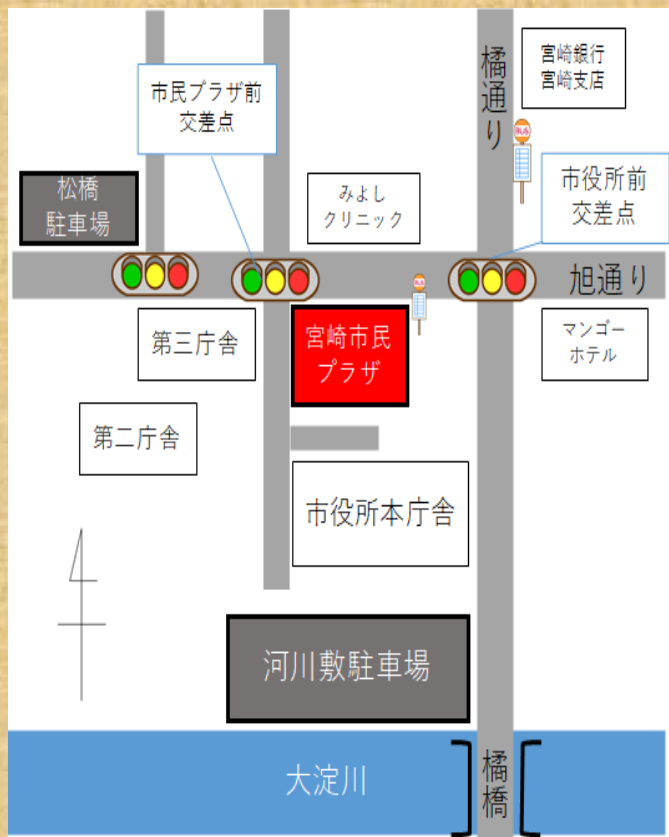 橘通り
宮崎銀行
宮崎支店
市民プラザ前
交差点
BUS
市役所前
交差点
松橋
駐車場
みよし
クリニック
旭通り
BUS
第三庁舎
宮崎市民
プラザ
マンゴー
ホテル
第二庁舎
市役所本庁舎
河川敷駐車場
大淀川
橘橋